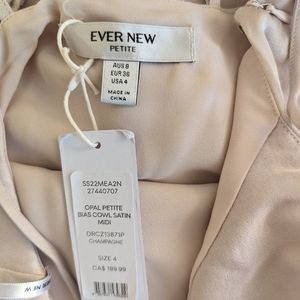 EVER NEW
PETITE
AUS 8
EUR 36
USA 4
MADE IN
CHINA
SS22MEA2N
27440707
OPAL PETITE
BIAS COWL SATIN
MIDI
DRCZ13871P
CHAMPAGNE
SIZE 4
CA$ 189.99